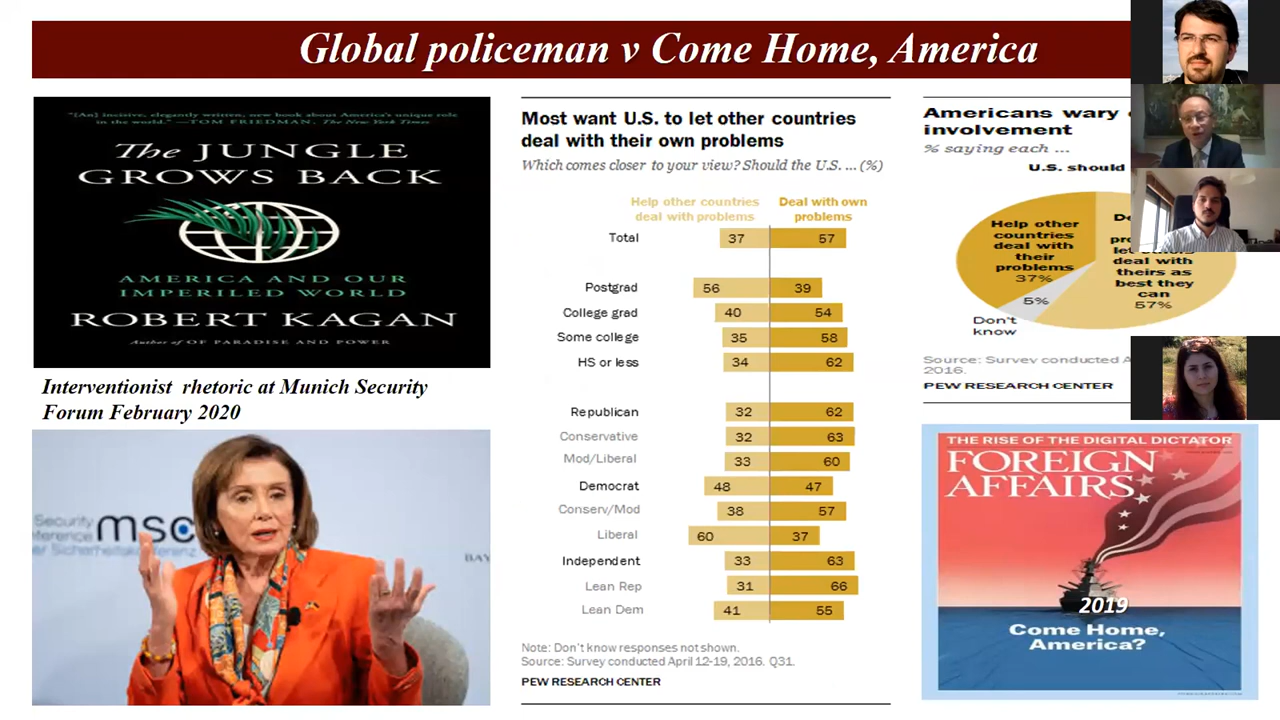 Global policeman v Come Home, America
"[An] incisive, elegantly written, new book about America's unique role
in the world." —TOM FRIEDMAN, The New York Times
The JUNGLE
GROWS BACK
AMERICA AND OUR
IMPERILED WORLD
ROBERT KAGAN
Author of OF PARADISE AND POWER
Interventionist rhetoric at Munich Security
Forum February 2020
Security
msc
ference
r Sicherheitskonferenz
BAY
Most want U.S. to let other countries
deal with their own problems
Which comes closer to your view? Should the U.S. ... (%)
Help other countries
deal with problems
Deal with own
problems
Total 37 57
Postgrad 56 39
College grad 40 54
Some college 35 58
HS or less 34 62
Republican 32 62
Conservative 32 63
Mod/Liberal 33 60
Democrat 48 47
Conserv/Mod 38 57
Liberal 60 37
Independent 33 63
Lean Rep 31 66
Lean Dem 41 55
Note: Don't know responses not shown.
Source: Survey conducted April 12-19, 2016. Q31.
PEW RESEARCH CENTER
Americans wary
involvement
% saying each ...
U.S. should
Help other
countries
deal with
their
problems
37%
deal with
theirs as
best they
can
57%
5%
Don't
know
Source: Survey conducted A
2016.
PEW RESEARCH CENTER
THE RISE OF THE DIGITAL DICTATOR
FOREIGN
AFFAIRS
2019
Come Home,
America?